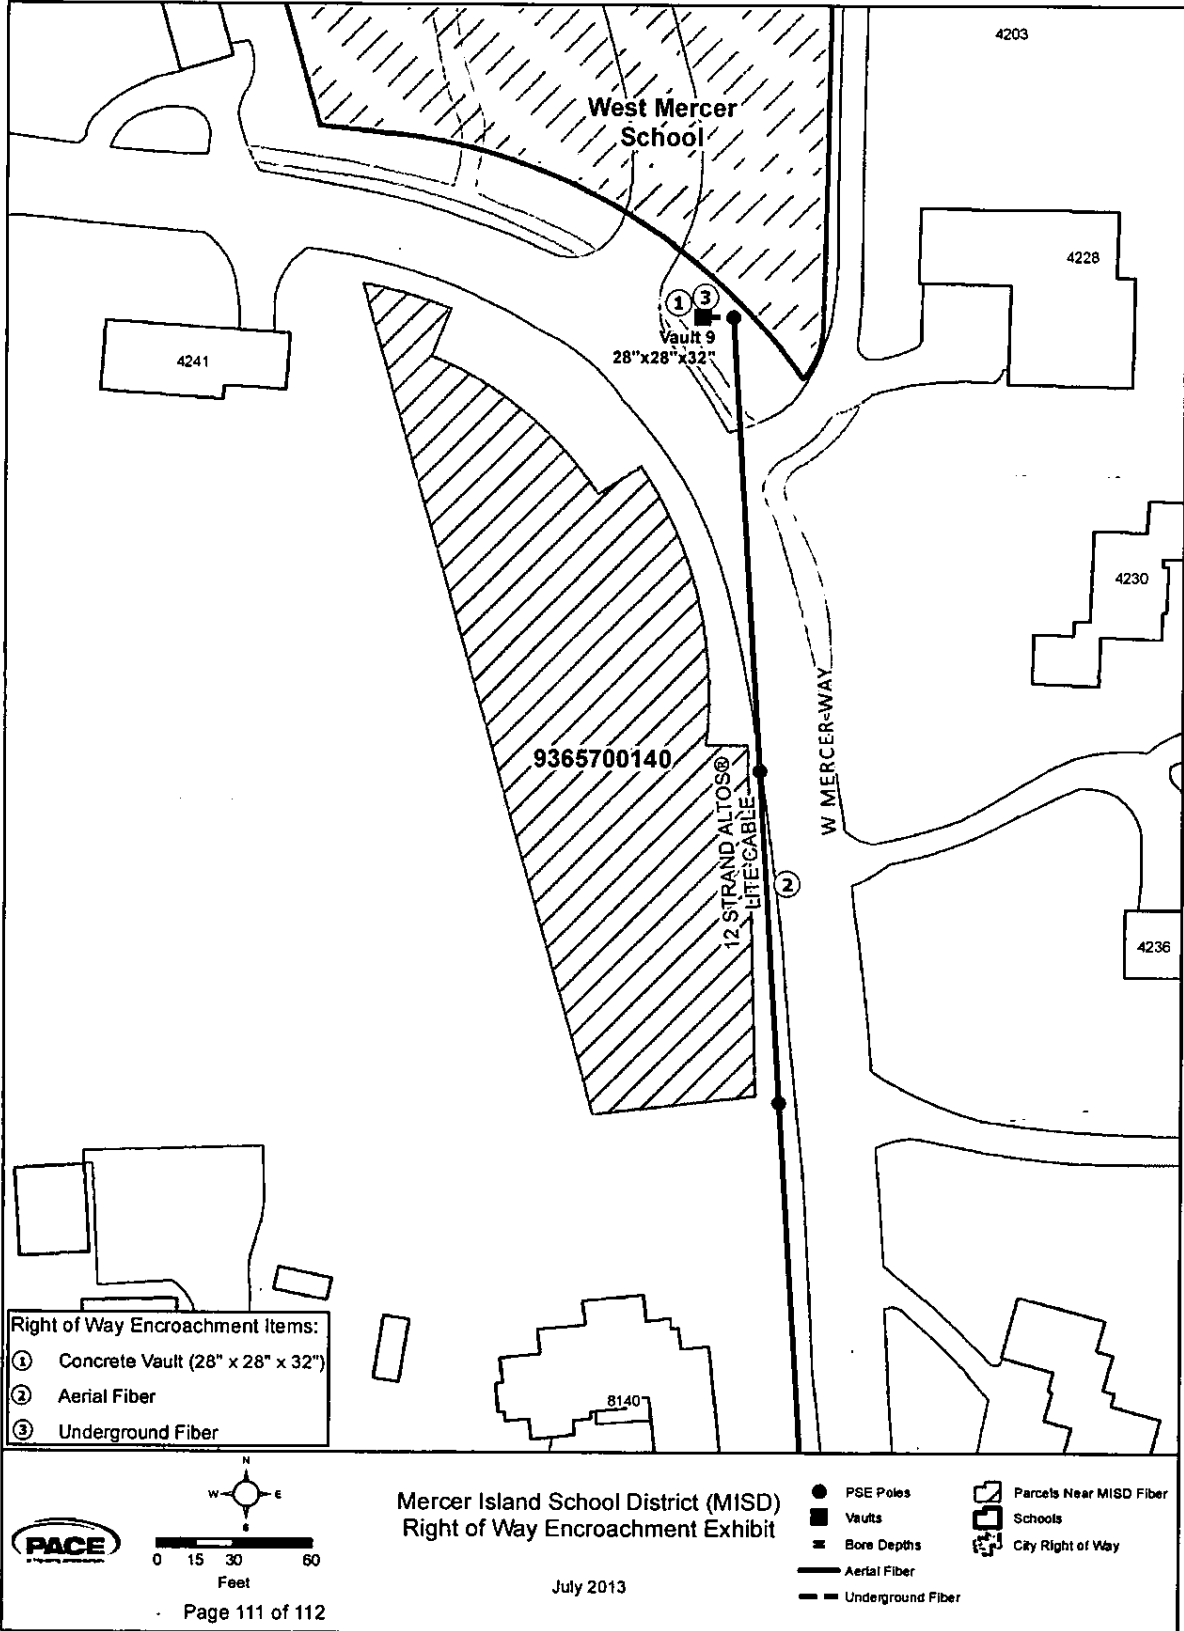 4203
West Mercer
School
4228
① ③
Vault 9
28"x28"x32"
4241
4230
9365700140
12 STRAND ALTOS®
LITE CABLE
W MERCER WAY
②
4236
8140
Right of Way Encroachment Items:
① Concrete Vault (28" x 28" x 32")
② Aerial Fiber
③ Underground Fiber
N
W E
S
PACE
0 15 30 60
Feet
Page 111 of 112
Mercer Island School District (MISD)
Right of Way Encroachment Exhibit
July 2013
PSE Poles
Vaults
Bore Depths
Aerial Fiber
Underground Fiber
Parcels Near MISD Fiber
Schools
City Right of Way